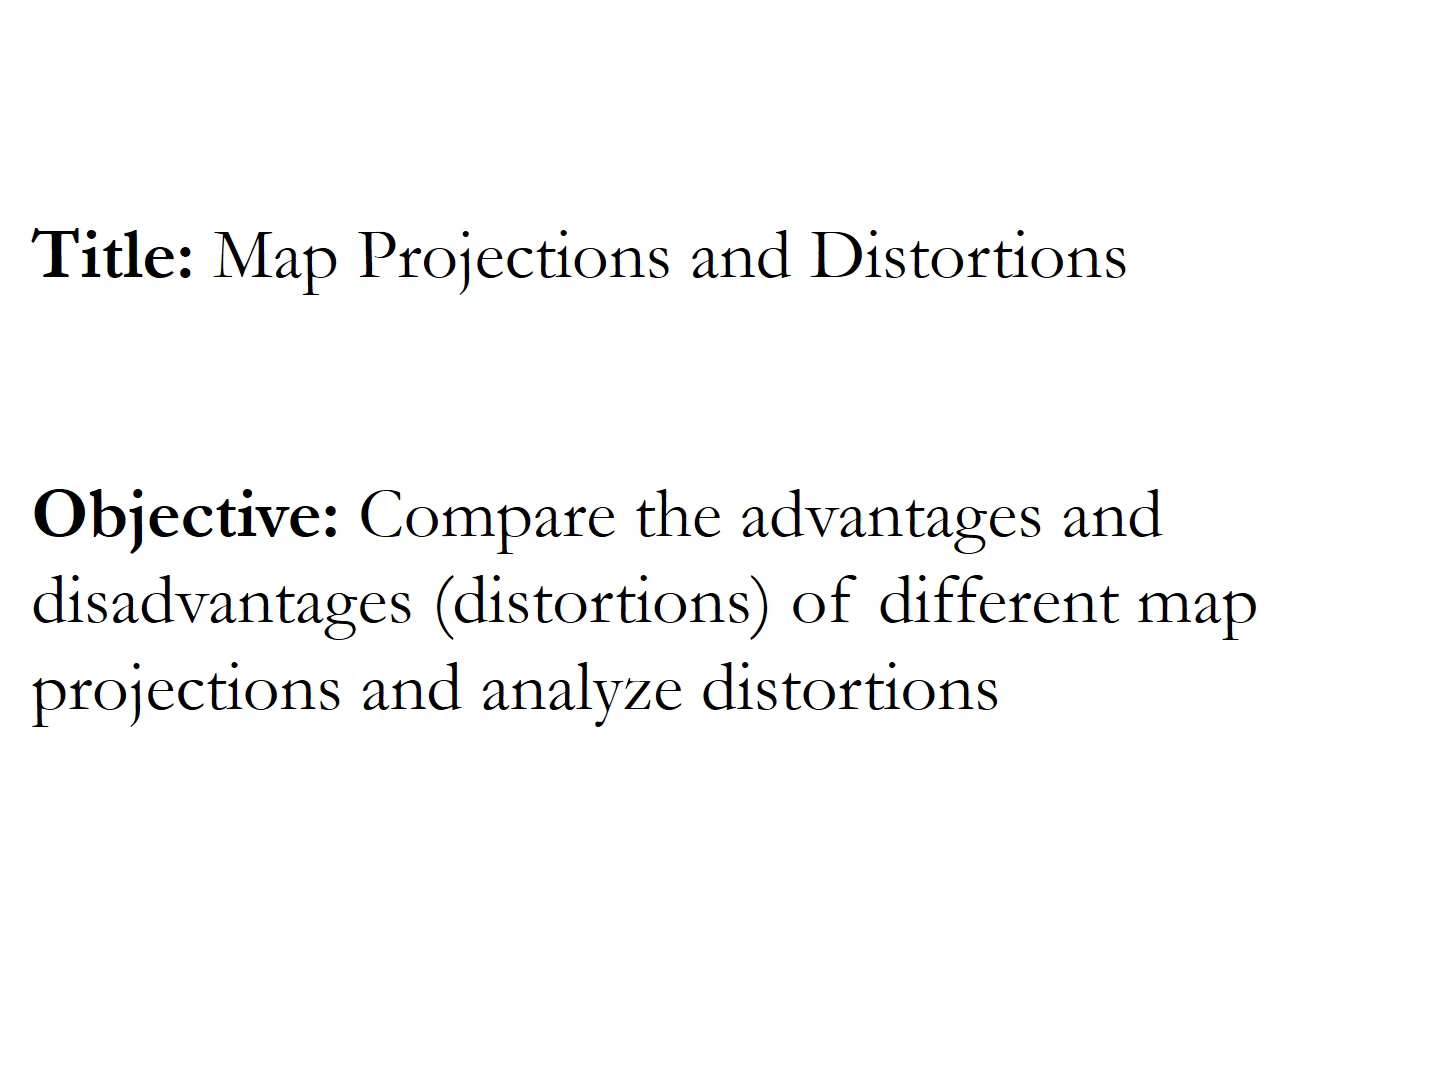 Title: Map Projections and Distortions
Objective: Compare the advantages and
disadvantages (distortions) of different map
projections and analyze distortions